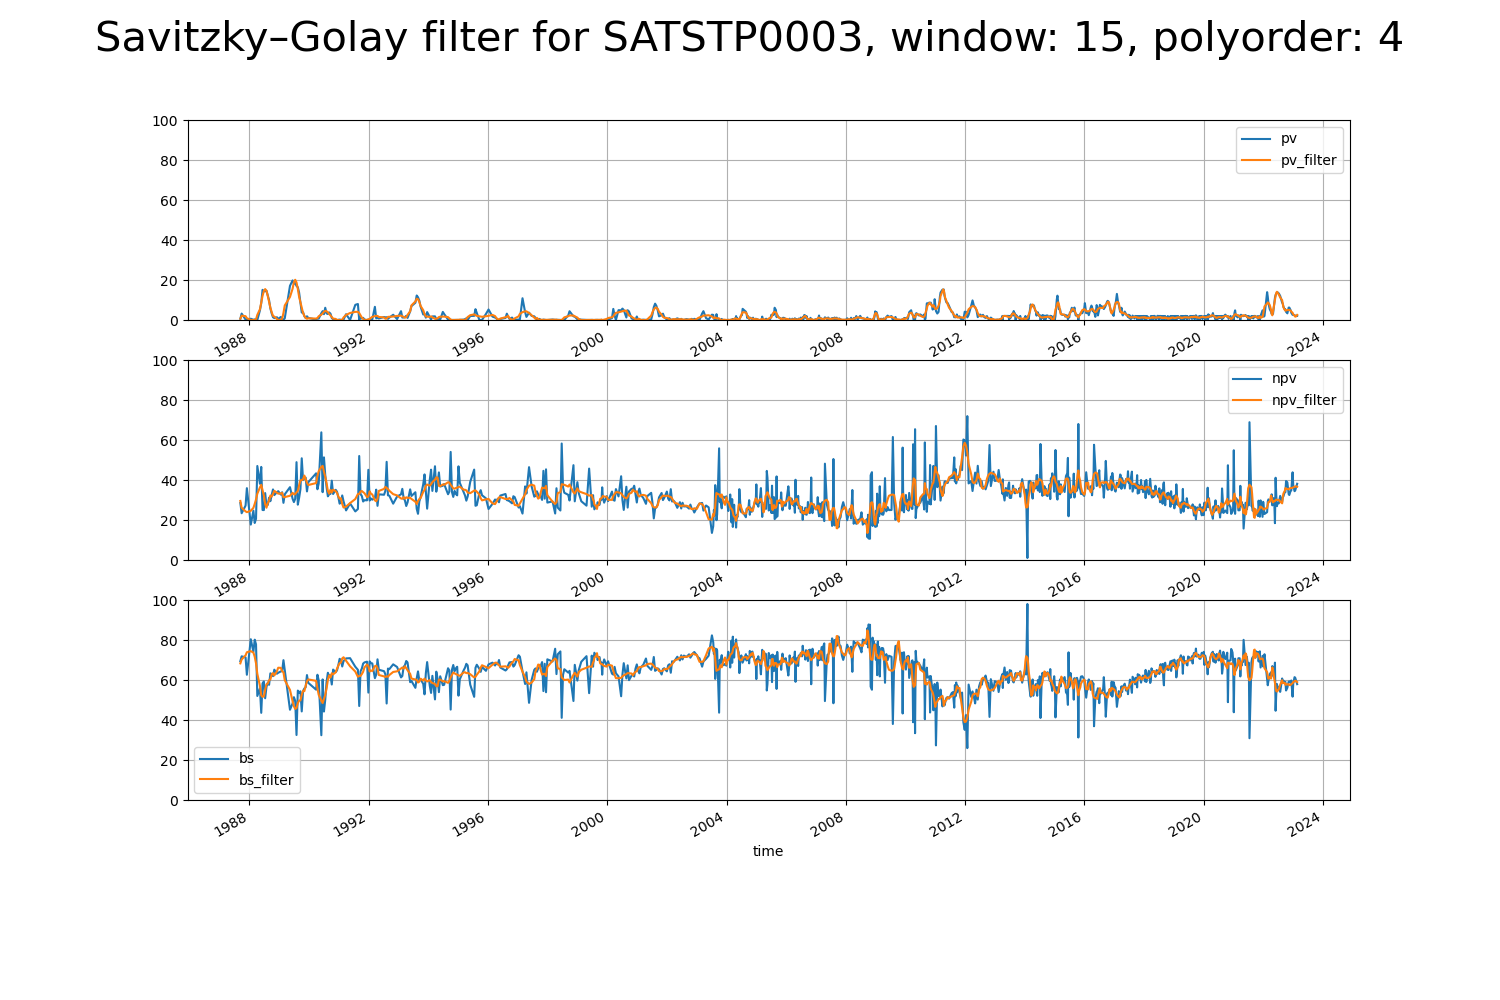 Savitzky–Golay filter for SATSTP0003, window: 15, polyorder: 4
100
80
60
40
20
0
pv
pv_filter
1988 1992 1996 2000 2004 2008 2012 2016 2020 2024
100
80
60
40
20
0
npv
npv_filter
1988 1992 1996 2000 2004 2008 2012 2016 2020 2024
100
80
60
40
20
0
bs
bs_filter
1988 1992 1996 2000 2004 2008 2012 2016 2020 2024
time